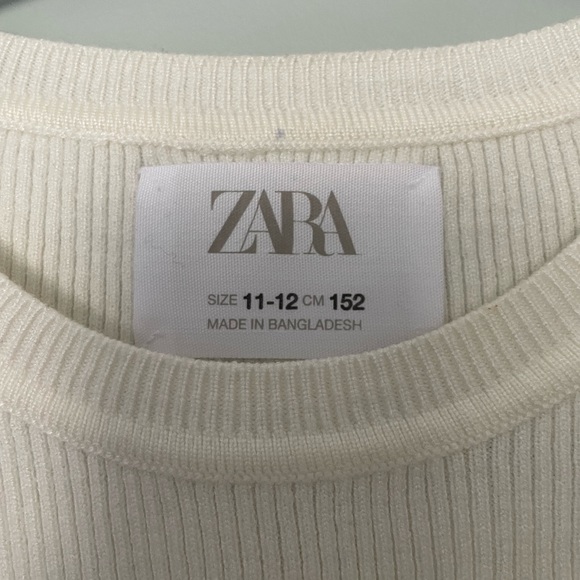 ZARA
SIZE 11-12 CM 152
MADE IN BANGLADESH